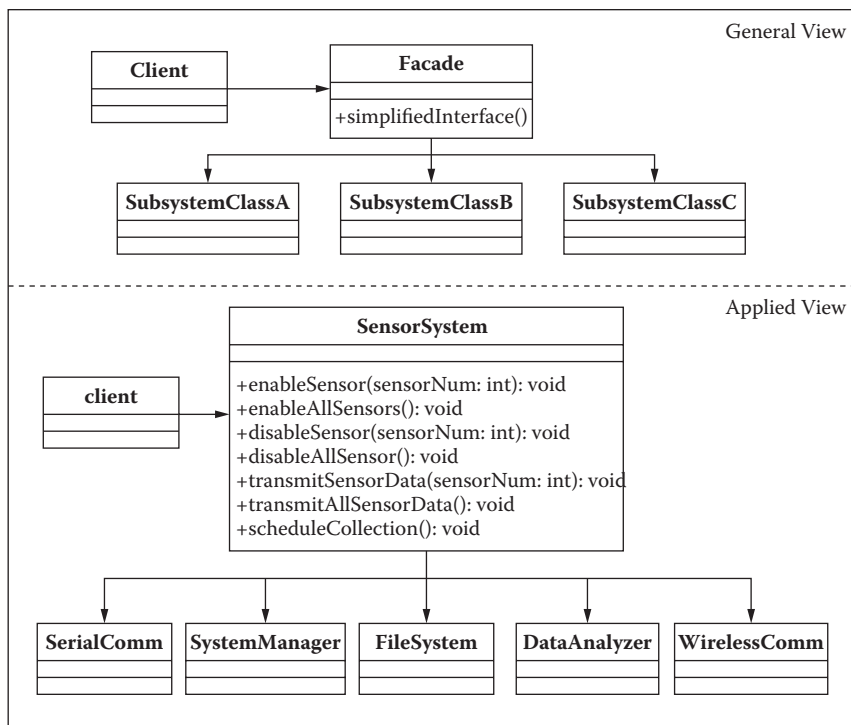 General View
Client
Facade
+simplifiedInterface()
SubsystemClassA
SubsystemClassB
SubsystemClassC
Applied View
SensorSystem
client
+enableSensor(sensorNum: int): void
+enableAllSensors(): void
+disableSensor(sensorNum: int): void
+disableAllSensor(): void
+transmitSensorData(sensorNum: int): void
+transmitAllSensorData(): void
+scheduleCollection(): void
SerialComm
SystemManager
FileSystem
DataAnalyzer
WirelessComm